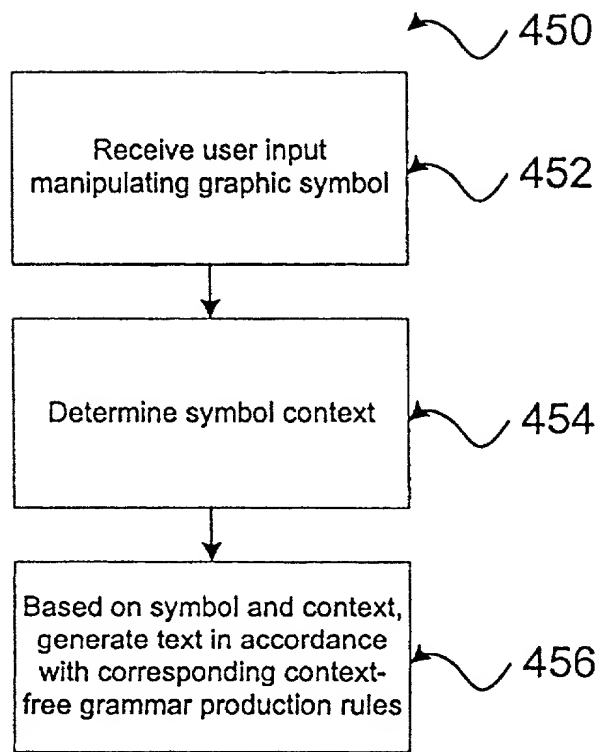 450
Receive user input
manipulating graphic symbol
452
Determine symbol context
454
Based on symbol and context,
generate text in accordance
with corresponding context-
free grammar production rules
456